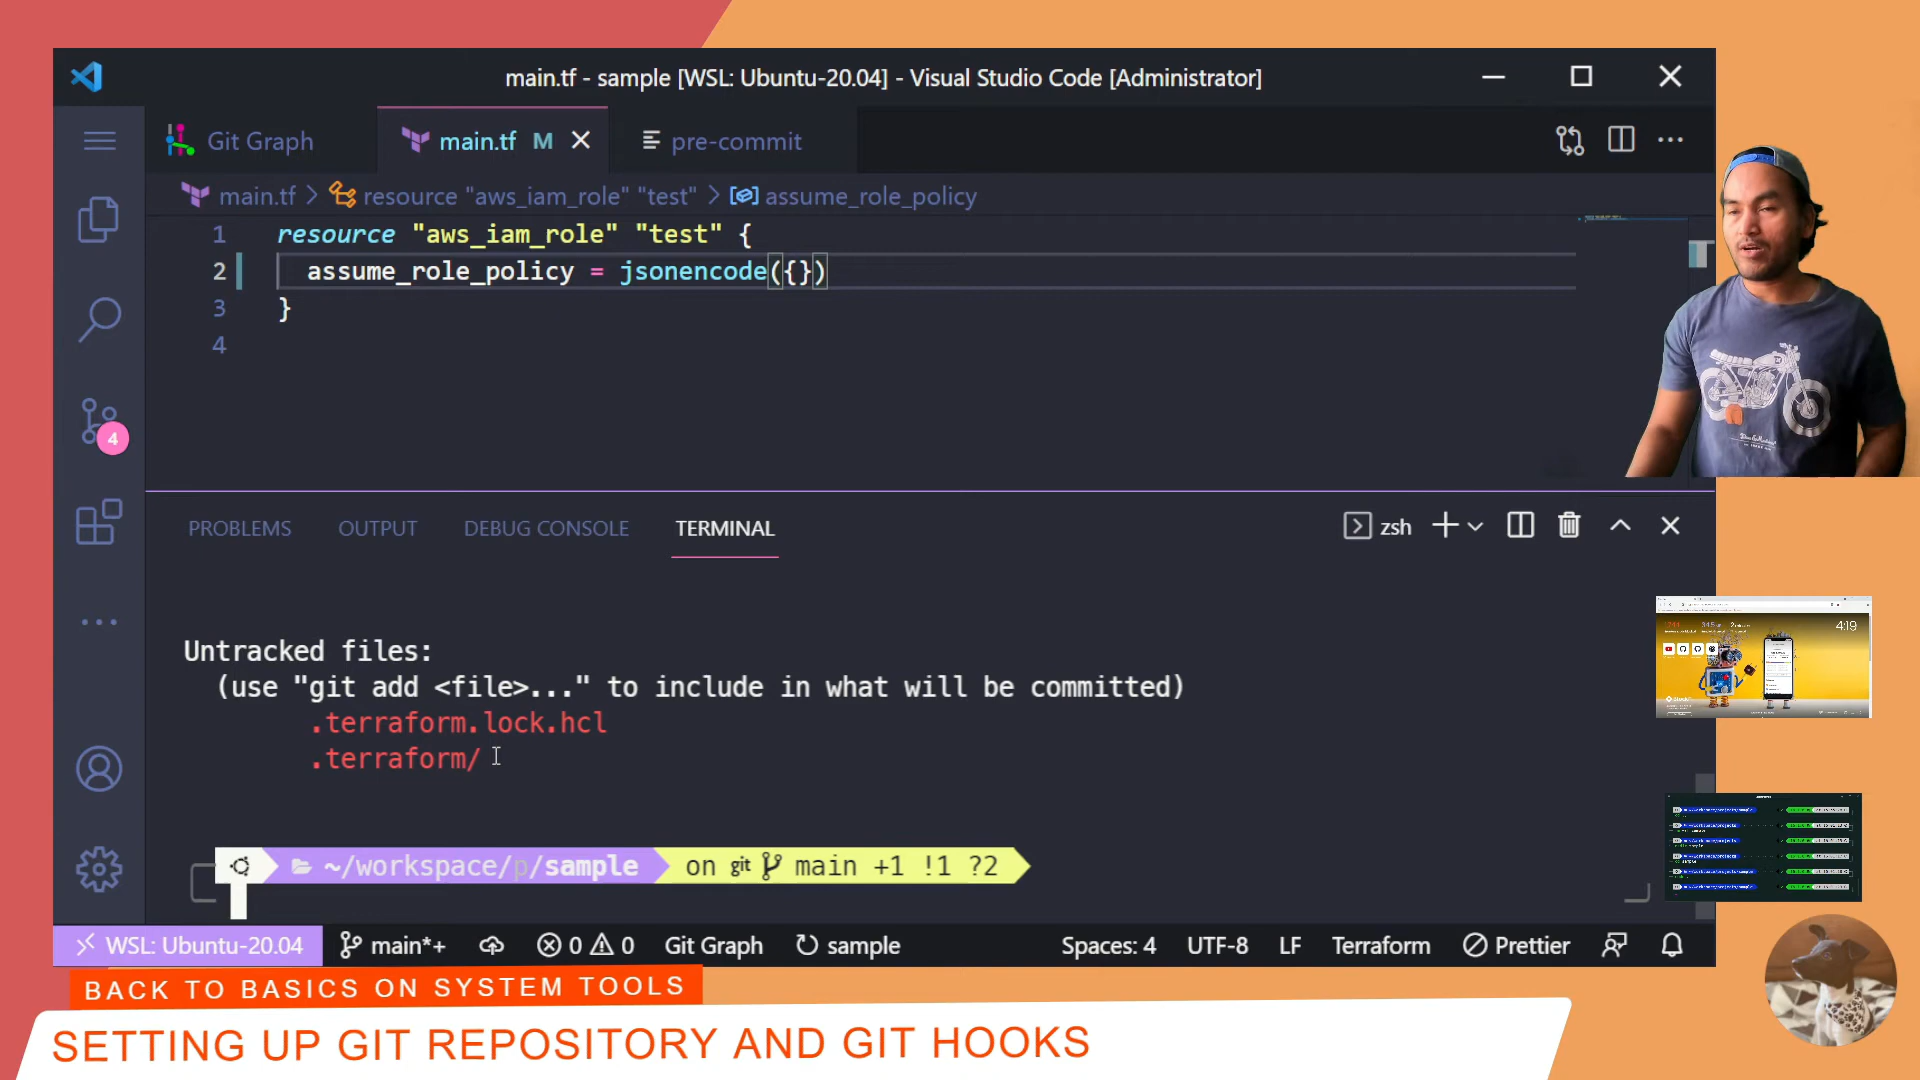 main.tf - sample [WSL: Ubuntu-20.04] - Visual Studio Code [Administrator]
Git Graph
main.tf M
pre-commit
main.tf > resource "aws_iam_role" "test" > assume_role_policy
1 resource "aws_iam_role" "test" {
2 assume_role_policy = jsonencode({})
3 }
4
4
PROBLEMS OUTPUT DEBUG CONSOLE TERMINAL
zsh
Untracked files:
(use "git add <file>..." to include in what will be committed)
.terraform.lock.hcl
.terraform/
~/workspace/p/sample on git main +1 !1 ?2
4:19
WSL: Ubuntu-20.04 main*+ 0 0 Git Graph sample Spaces: 4 UTF-8 LF Terraform Prettier
BACK TO BASICS ON SYSTEM TOOLS
SETTING UP GIT REPOSITORY AND GIT HOOKS